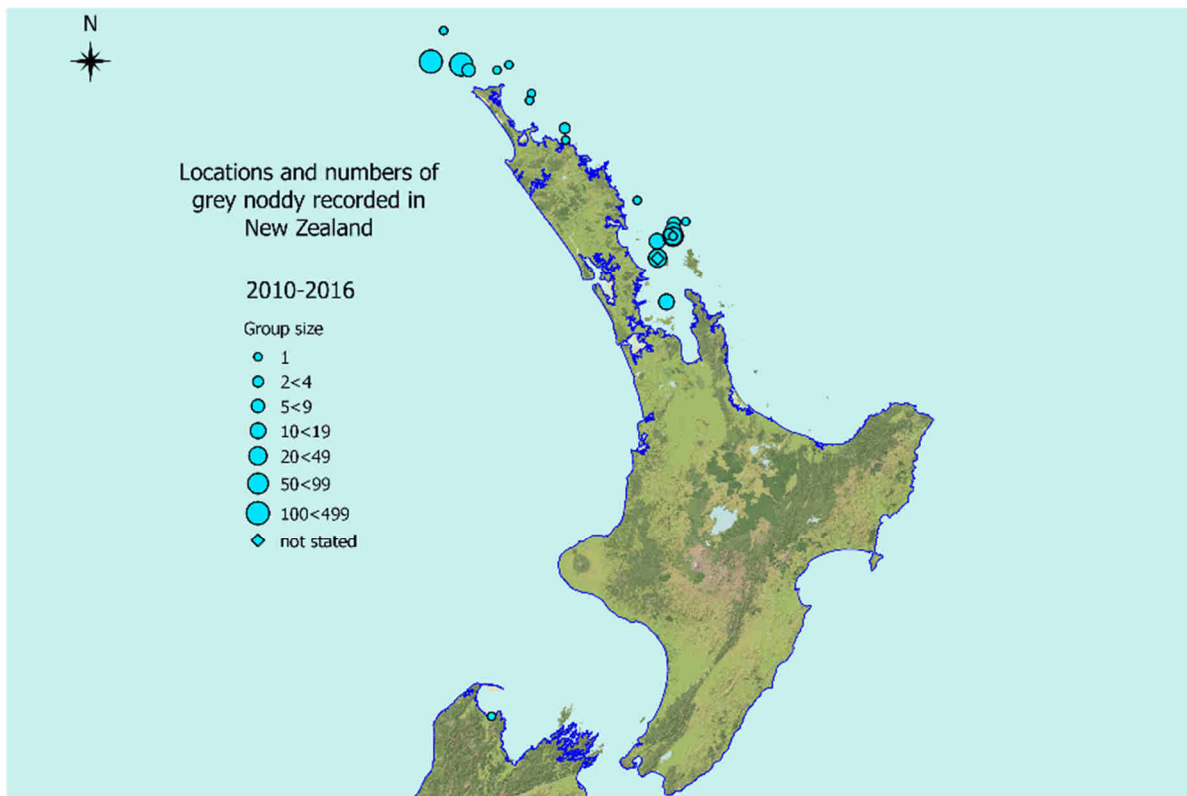 N
Locations and numbers of
grey noddy recorded in
New Zealand
2010-2016
Group size
1
2<4
5<9
10<19
20<49
50<99
100<499
not stated